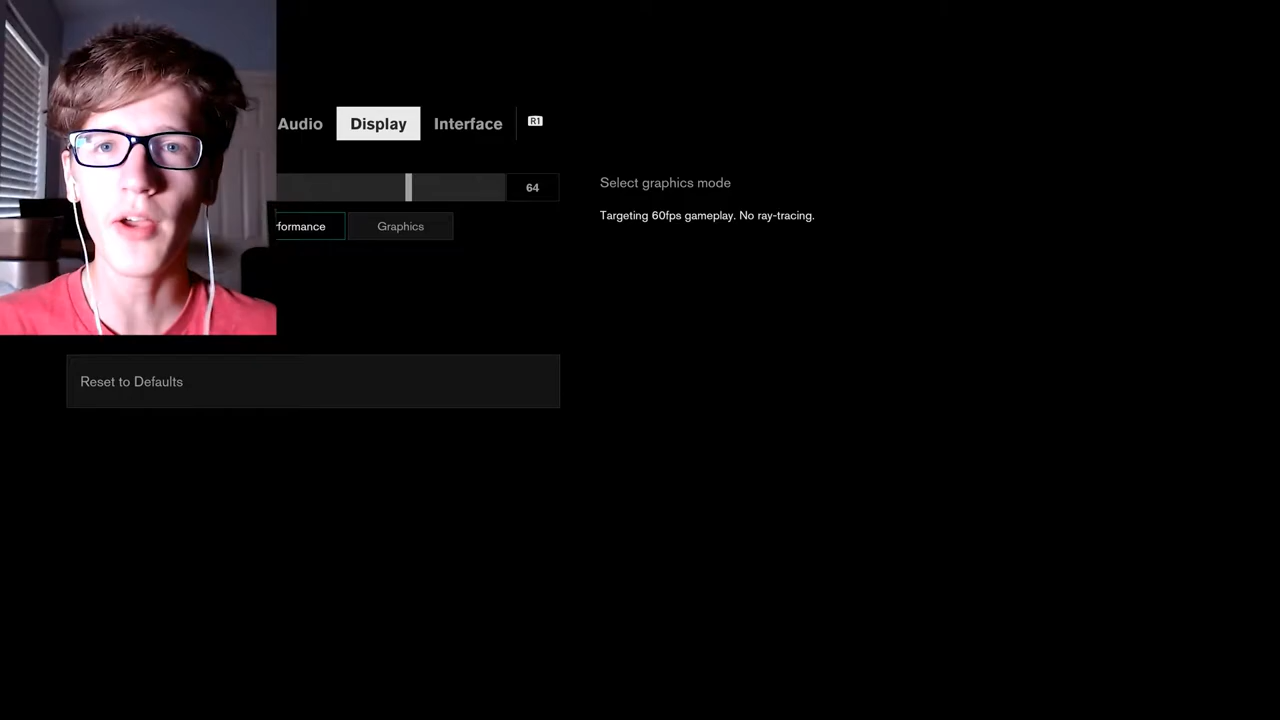 Audio
Display
Interface
R1
64
Select graphics mode
Targeting 60fps gameplay. No ray-tracing.
formance
Graphics
Reset to Defaults